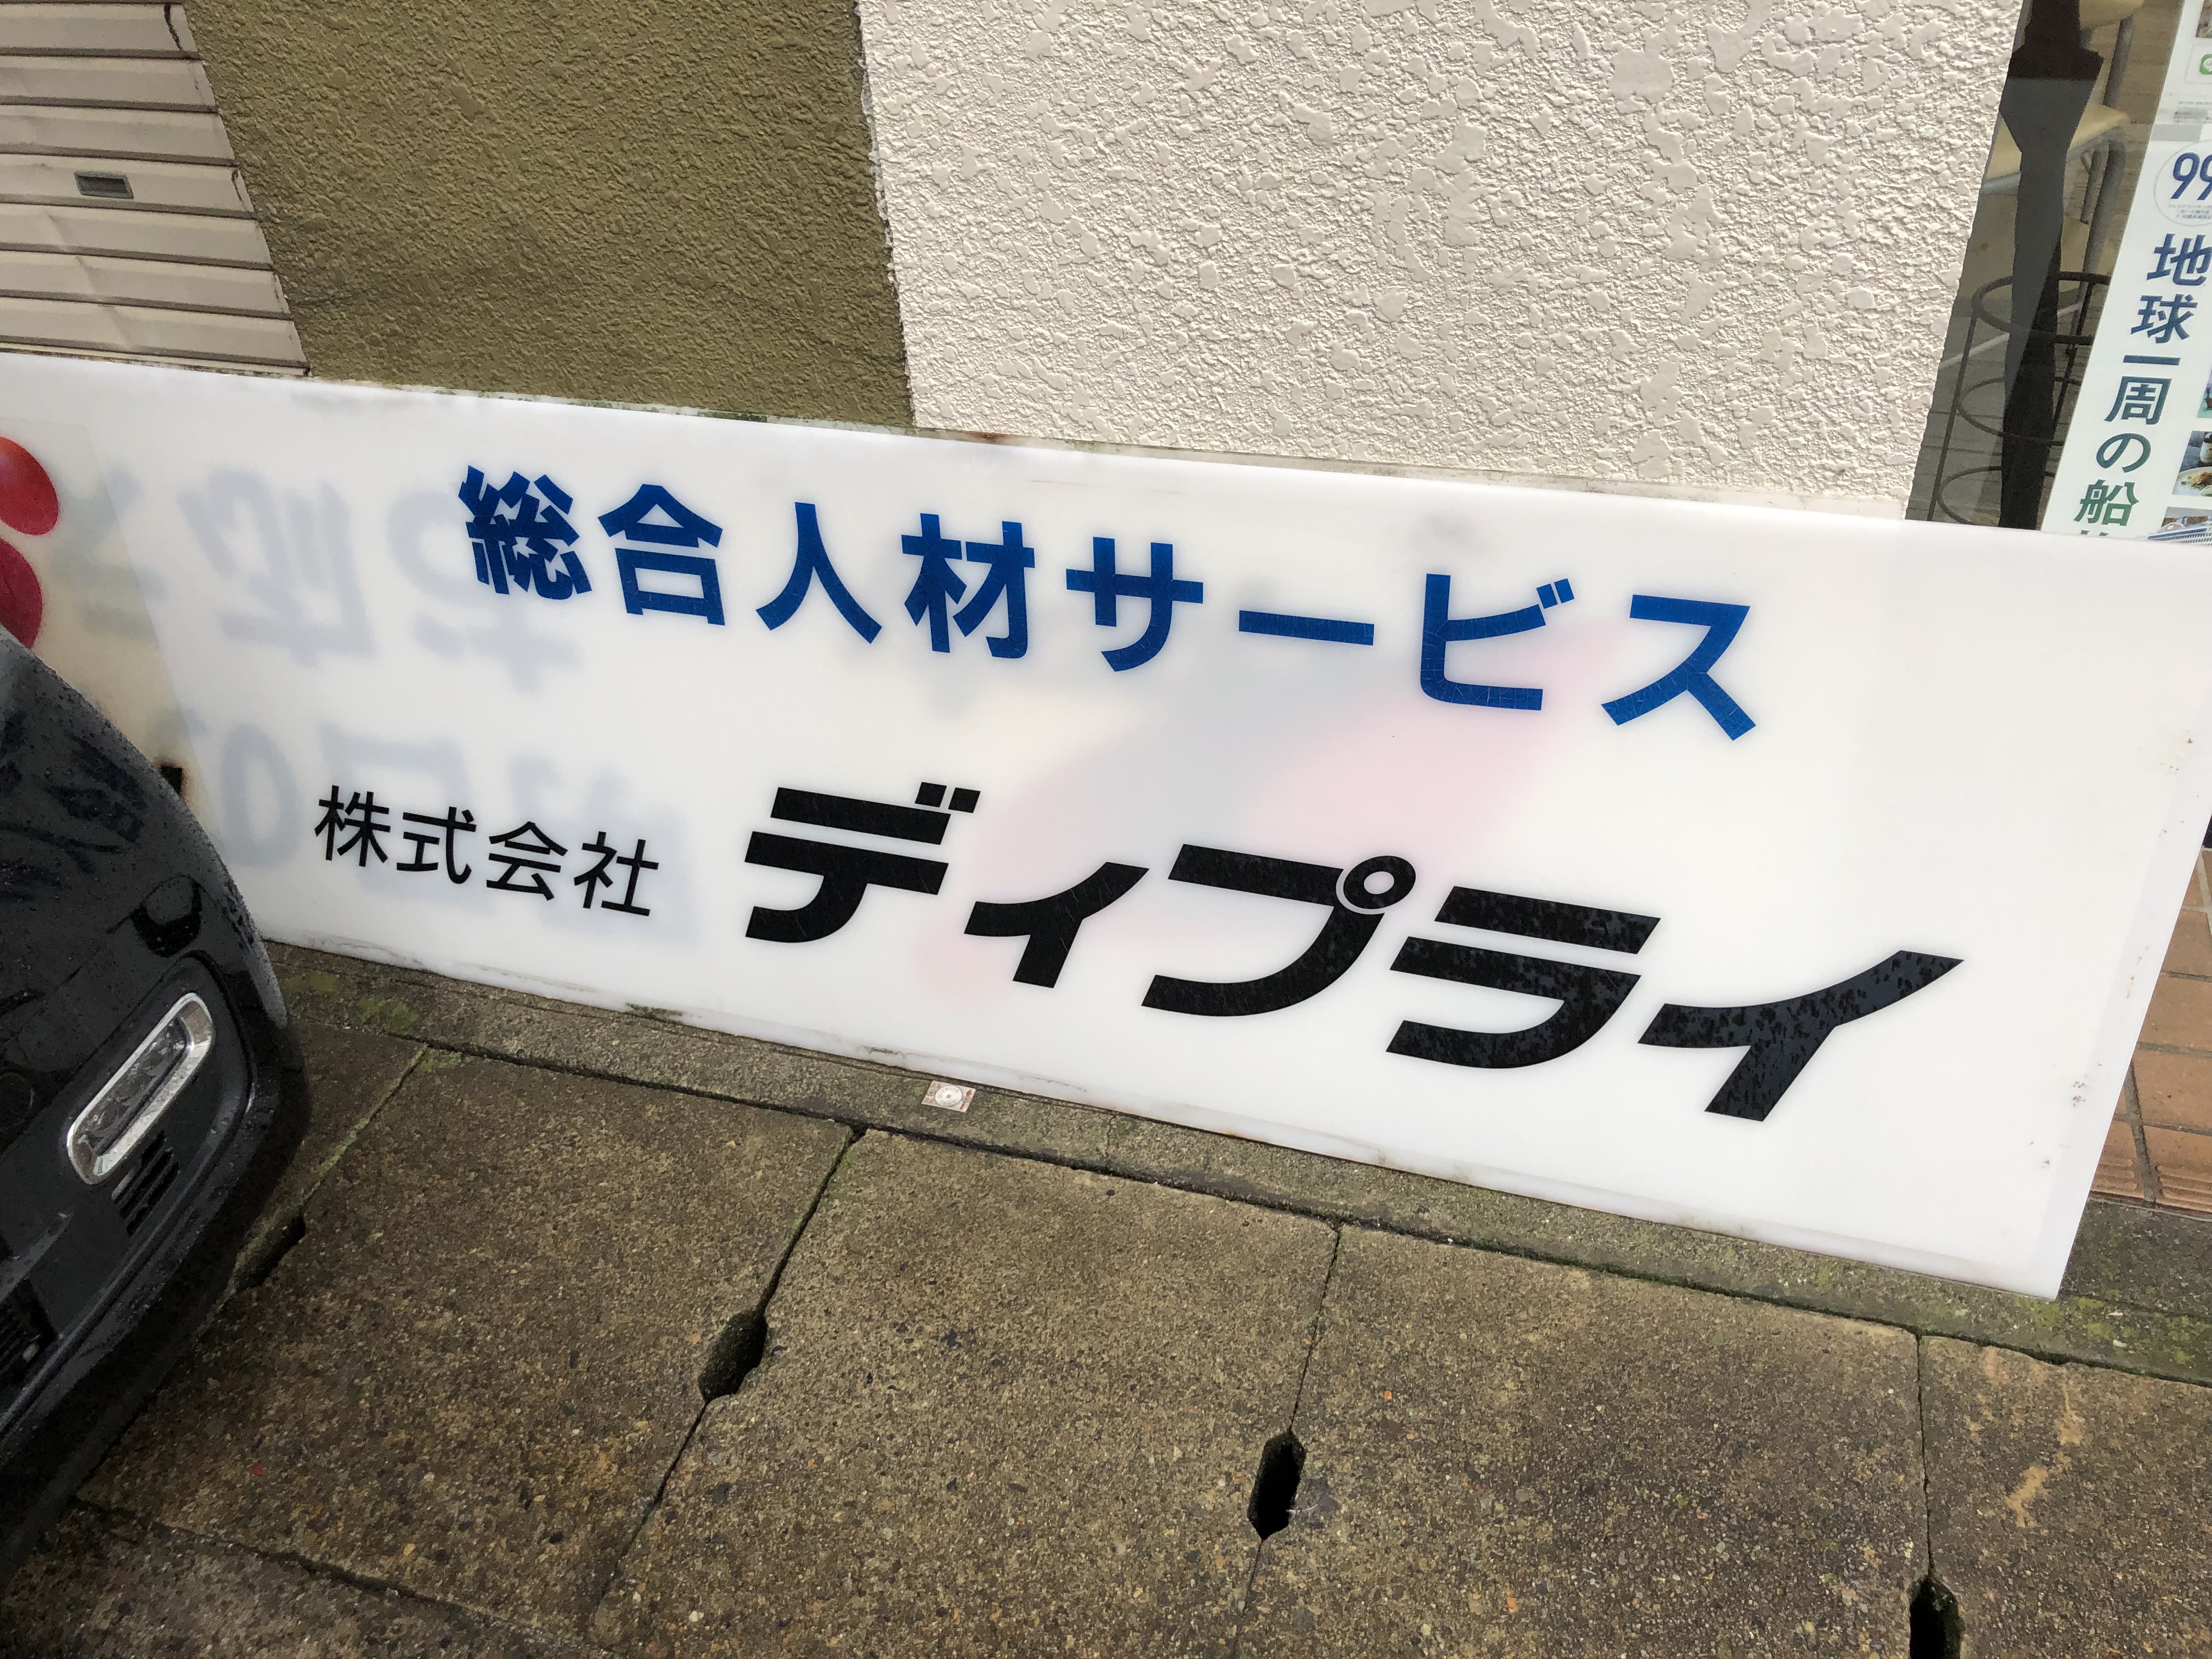 総合人材サービス
株式会社 ディプライ
99
地球一周の船